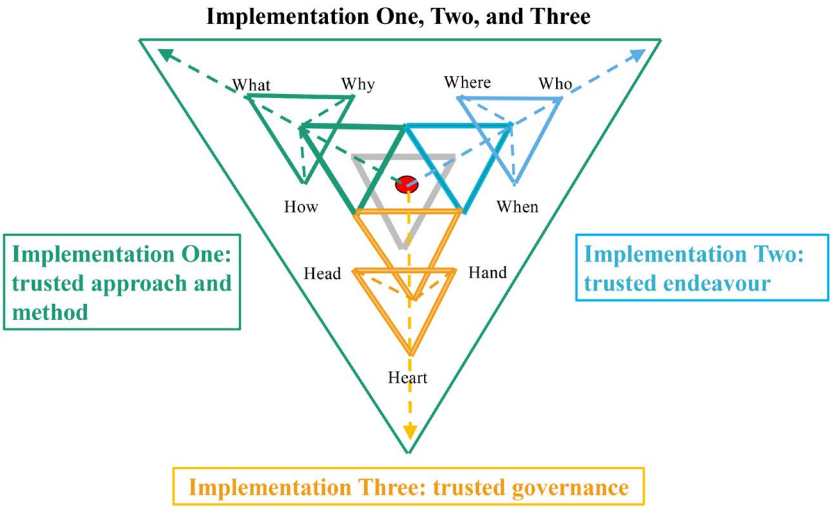 Implementation One, Two, and Three
What
Why
Where
Who
How
When
Implementation One:
trusted approach and
method
Implementation Two:
trusted endeavour
Head
Hand
Heart
Implementation Three: trusted governance